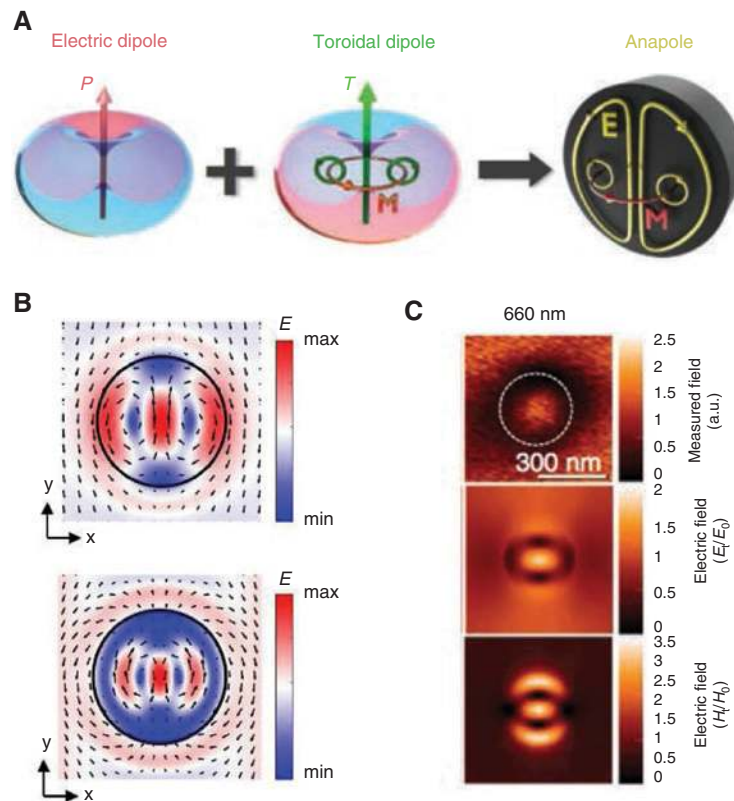 A
Electric dipole
Toroidal dipole
Anapole
P
T
M
E
M
B
E
max
min
y
x
E
max
min
y
x
C
660 nm
300 nm
2.5
2
1.5
1
0.5
0
Measured field
(a.u.)
2
1.5
1
0.5
0
Electric field
(Eₜ/E₀)
3.5
3
2.5
2
1.5
1
0.5
0
Electric field
(Hₜ/H₀)